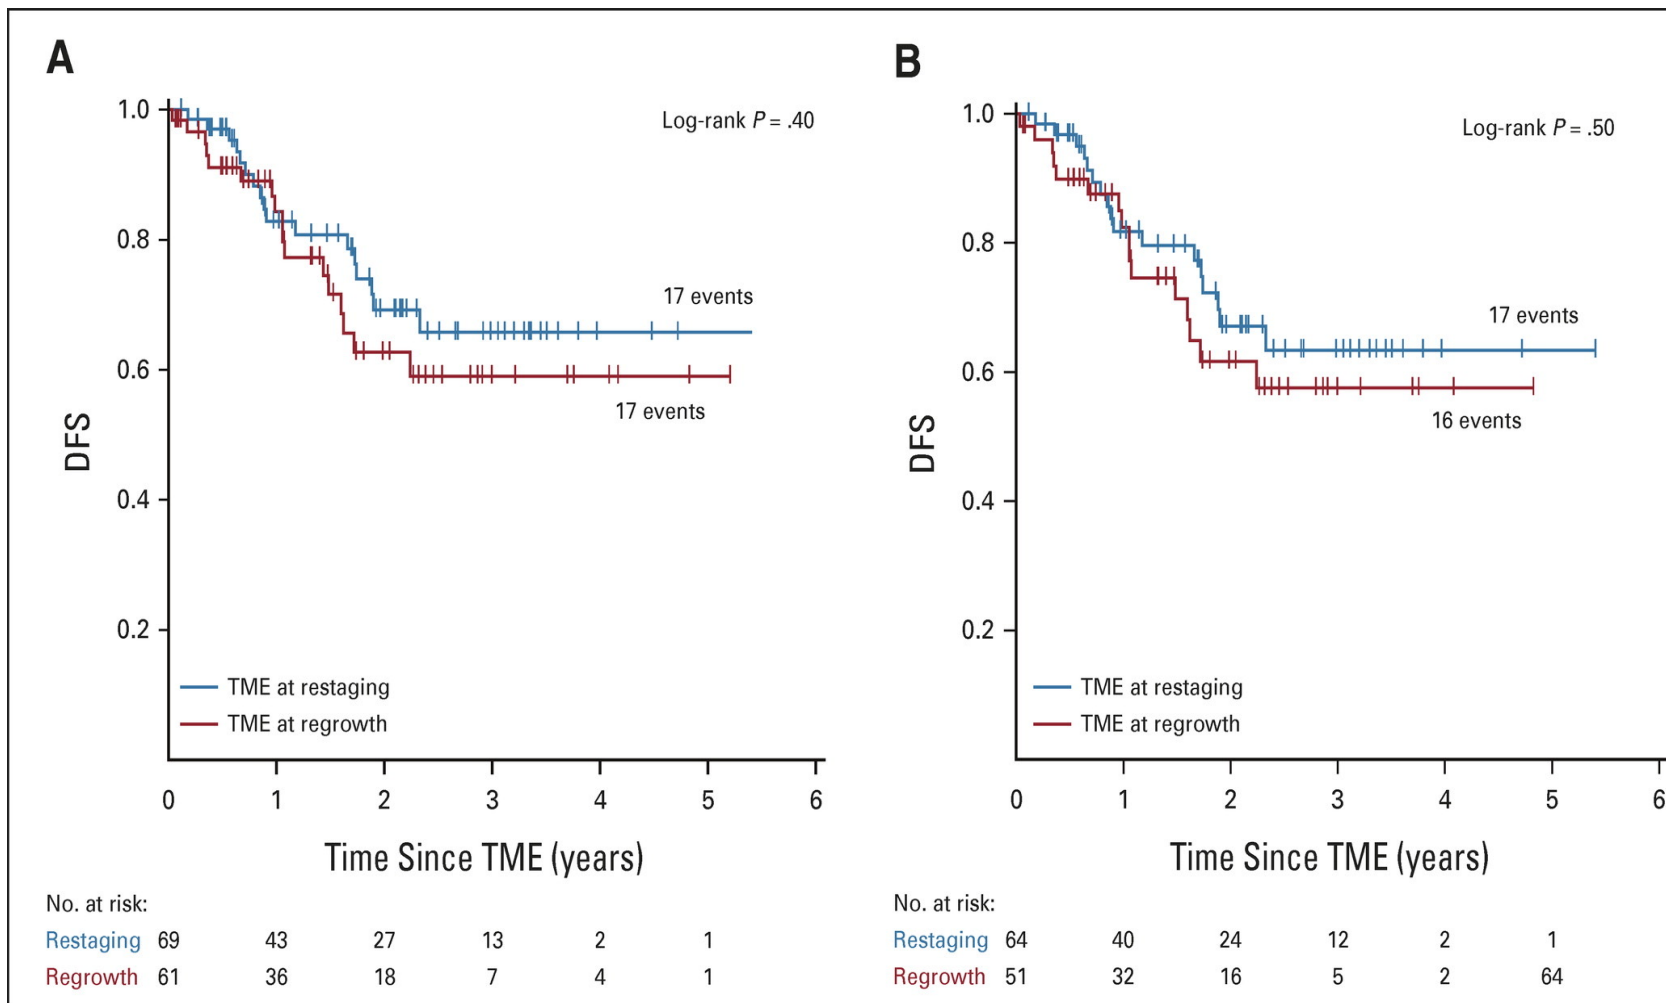 A
1.0
0.8
0.6
0.4
0.2
DFS
Log-rank P = .40
17 events
17 events
TME at restaging
TME at regrowth
0 1 2 3 4 5 6
Time Since TME (years)
No. at risk:
Restaging 69 43 27 13 2 1
Regrowth 61 36 18 7 4 1
B
1.0
0.8
0.6
0.4
0.2
DFS
Log-rank P = .50
17 events
16 events
TME at restaging
TME at regrowth
0 1 2 3 4 5 6
Time Since TME (years)
No. at risk:
Restaging 64 40 24 12 2 1
Regrowth 51 32 16 5 2 64